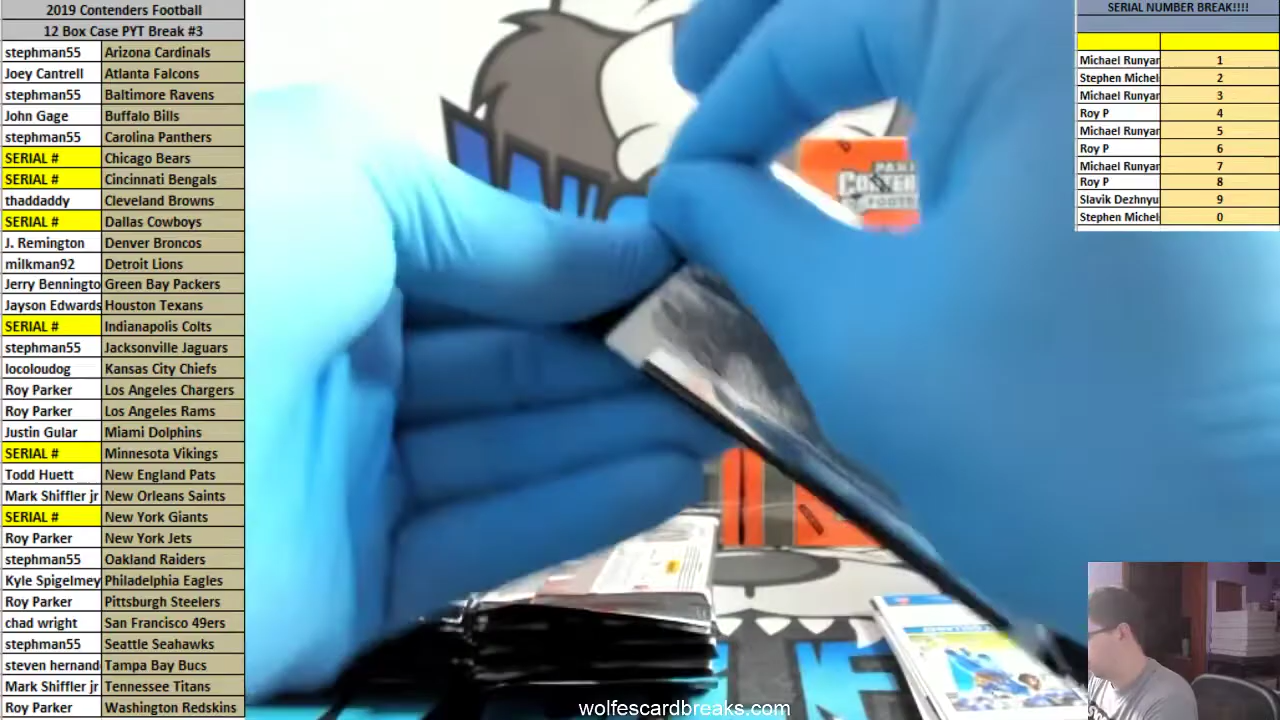 2019 Contenders Football
12 Box Case PYT Break #3
stephman55 Arizona Cardinals
Joey Cantrell Atlanta Falcons
stephman55 Baltimore Ravens
John Gage Buffalo Bills
stephman55 Carolina Panthers
SERIAL # Chicago Bears
SERIAL # Cincinnati Bengals
thaddaddy Cleveland Browns
SERIAL # Dallas Cowboys
J. Remington Denver Broncos
milkman92 Detroit Lions
Jerry Benningto Green Bay Packers
Jayson Edwards Houston Texans
SERIAL # Indianapolis Colts
stephman55 Jacksonville Jaguars
locoloudog Kansas City Chiefs
Roy Parker Los Angeles Chargers
Roy Parker Los Angeles Rams
Justin Gular Miami Dolphins
SERIAL # Minnesota Vikings
Todd Huett New England Pats
Mark Shiffler jr New Orleans Saints
SERIAL # New York Giants
Roy Parker New York Jets
stephman55 Oakland Raiders
Kyle Spigelmey Philadelphia Eagles
Roy Parker Pittsburgh Steelers
chad wright San Francisco 49ers
stephman55 Seattle Seahawks
steven hernand Tampa Bay Bucs
Mark Shiffler jr Tennessee Titans
Roy Parker Washington Redskins
SERIAL NUMBER BREAK!!!!
Michael Runyar 1
Stephen Michel 2
Michael Runyar 3
Roy P 4
Michael Runyar 5
Roy P 6
Michael Runyar 7
Roy P 8
Slavik Dezhnyu 9
Stephen Michel 0
wolfescardbreaks.com